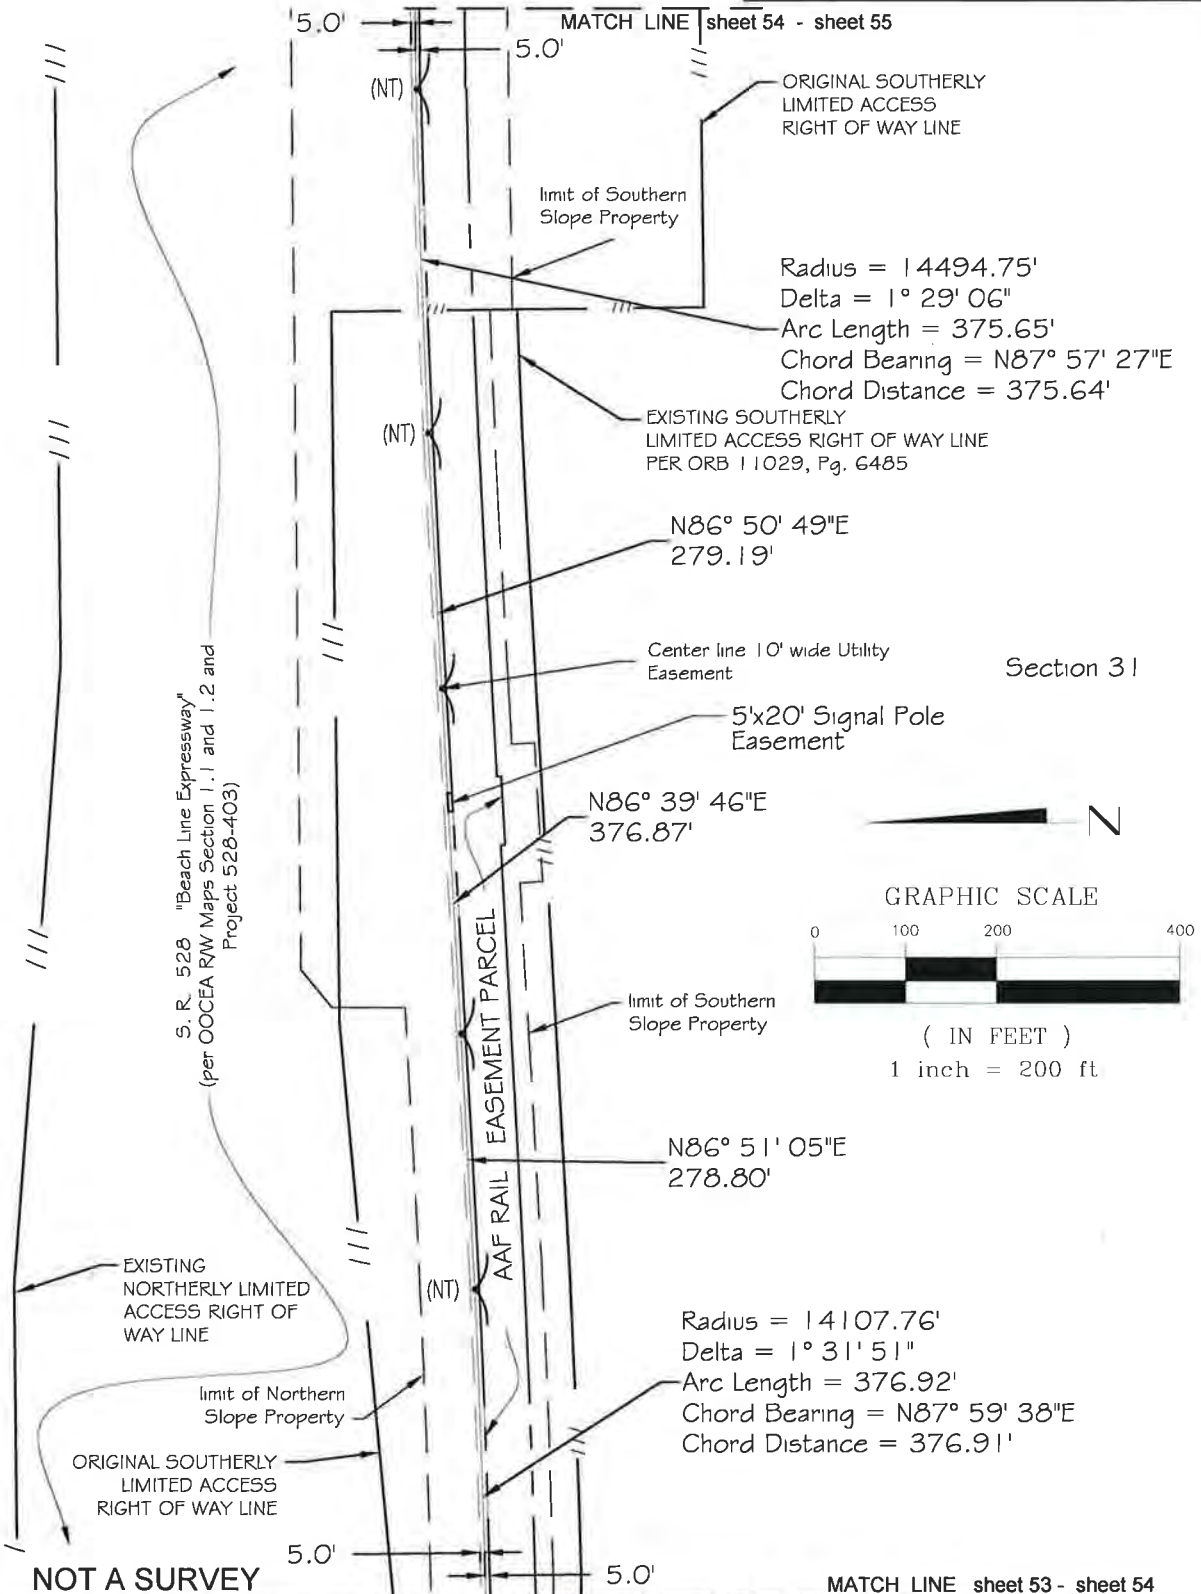 5.0'
MATCH LINE sheet 54 - sheet 55
5.0'
(NT)
ORIGINAL SOUTHERLY
LIMITED ACCESS
RIGHT OF WAY LINE
limit of Southern
Slope Property
Radius = 14494.75'
Delta = 1° 29' 06"
Arc Length = 375.65'
Chord Bearing = N87° 57' 27"E
Chord Distance = 375.64'
EXISTING SOUTHERLY
LIMITED ACCESS RIGHT OF WAY LINE
PER ORB 11029, Pg. 6485
(NT)
N86° 50' 49"E
279.19'
Center line 10' wide Utility
Easement
Section 31
5'x20' Signal Pole
Easement
N86° 39' 46"E
376.87'
N
GRAPHIC SCALE
0 100 200 400
( IN FEET )
1 inch = 200 ft
S. R. 528 "Beach Line Expressway"
(per OOCEA R/W Maps Section 1.1 and 1.2 and
Project 528-403)
AAF RAIL EASEMENT PARCEL
limit of Southern
Slope Property
N86° 51' 05"E
278.80'
EXISTING
NORTHERLY LIMITED
ACCESS RIGHT OF
WAY LINE
(NT)
Radius = 14107.76'
Delta = 1° 31' 51"
Arc Length = 376.92'
Chord Bearing = N87° 59' 38"E
Chord Distance = 376.91'
limit of Northern
Slope Property
ORIGINAL SOUTHERLY
LIMITED ACCESS
RIGHT OF WAY LINE
5.0'
5.0'
NOT A SURVEY
MATCH LINE sheet 53 - sheet 54